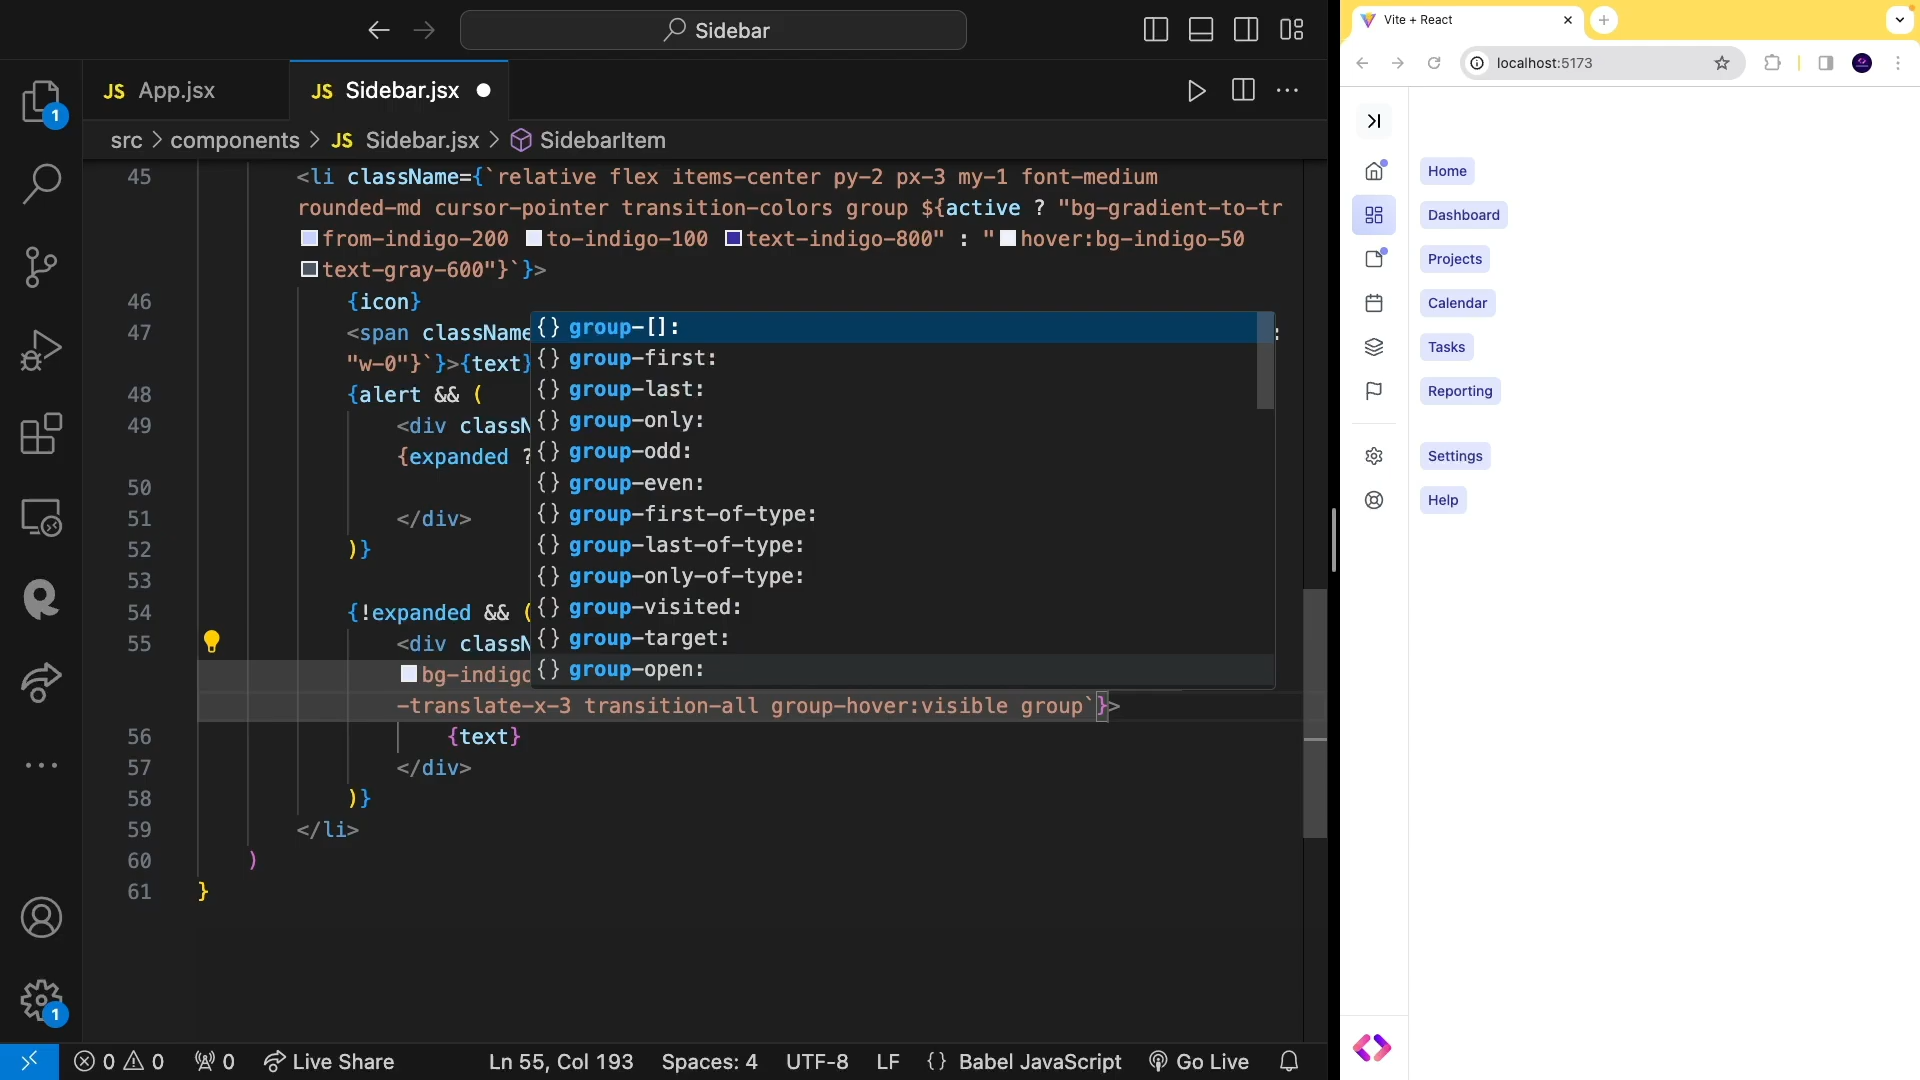 Sidebar
JS App.jsx
JS Sidebar.jsx
src > components > JS Sidebar.jsx > SidebarItem
45 <li className={`relative flex items-center py-2 px-3 my-1 font-medium
rounded-md cursor-pointer transition-colors group ${active ? "bg-gradient-to-tr
from-indigo-200 to-indigo-100 text-indigo-800" : "hover:bg-indigo-50
text-gray-600"}`}>
46 {icon}
47 <span className :
"w-0"}`}>{text}
48 {alert && (
49 <div classN
{expanded ?
50
51 </div>
52 )}
53
54 {!expanded && (
55 <div classN
bg-indigo
-translate-x-3 transition-all group-hover:visible group`}>
56 {text}
57 </div>
58 )}
59 </li>
60 )
61 }
{} group-[]:
{} group-first:
{} group-last:
{} group-only:
{} group-odd:
{} group-even:
{} group-first-of-type:
{} group-last-of-type:
{} group-only-of-type:
{} group-visited:
{} group-target:
{} group-open:
1
1
0 0 0 Live Share Ln 55, Col 193 Spaces: 4 UTF-8 LF {} Babel JavaScript Go Live
Vite + React
localhost:5173
Home
Dashboard
Projects
Calendar
Tasks
Reporting
Settings
Help